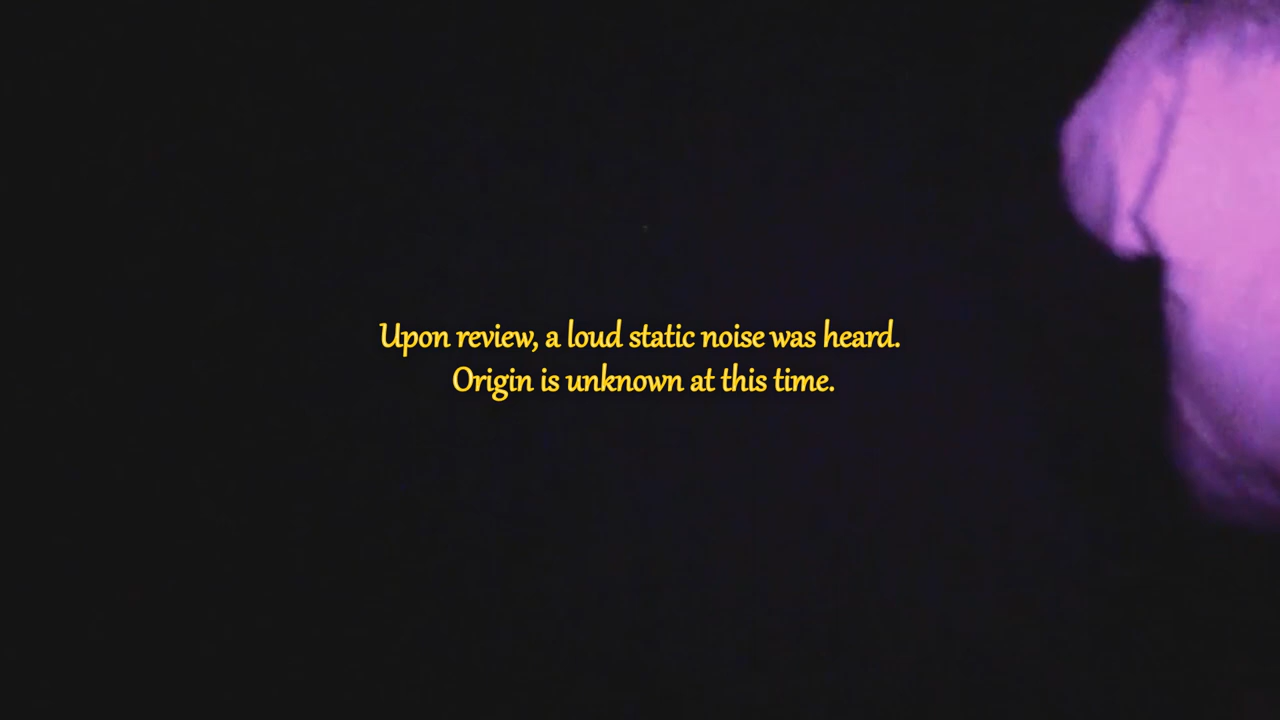 Upon review, a loud static noise was heard.
Origin is unknown at this time.